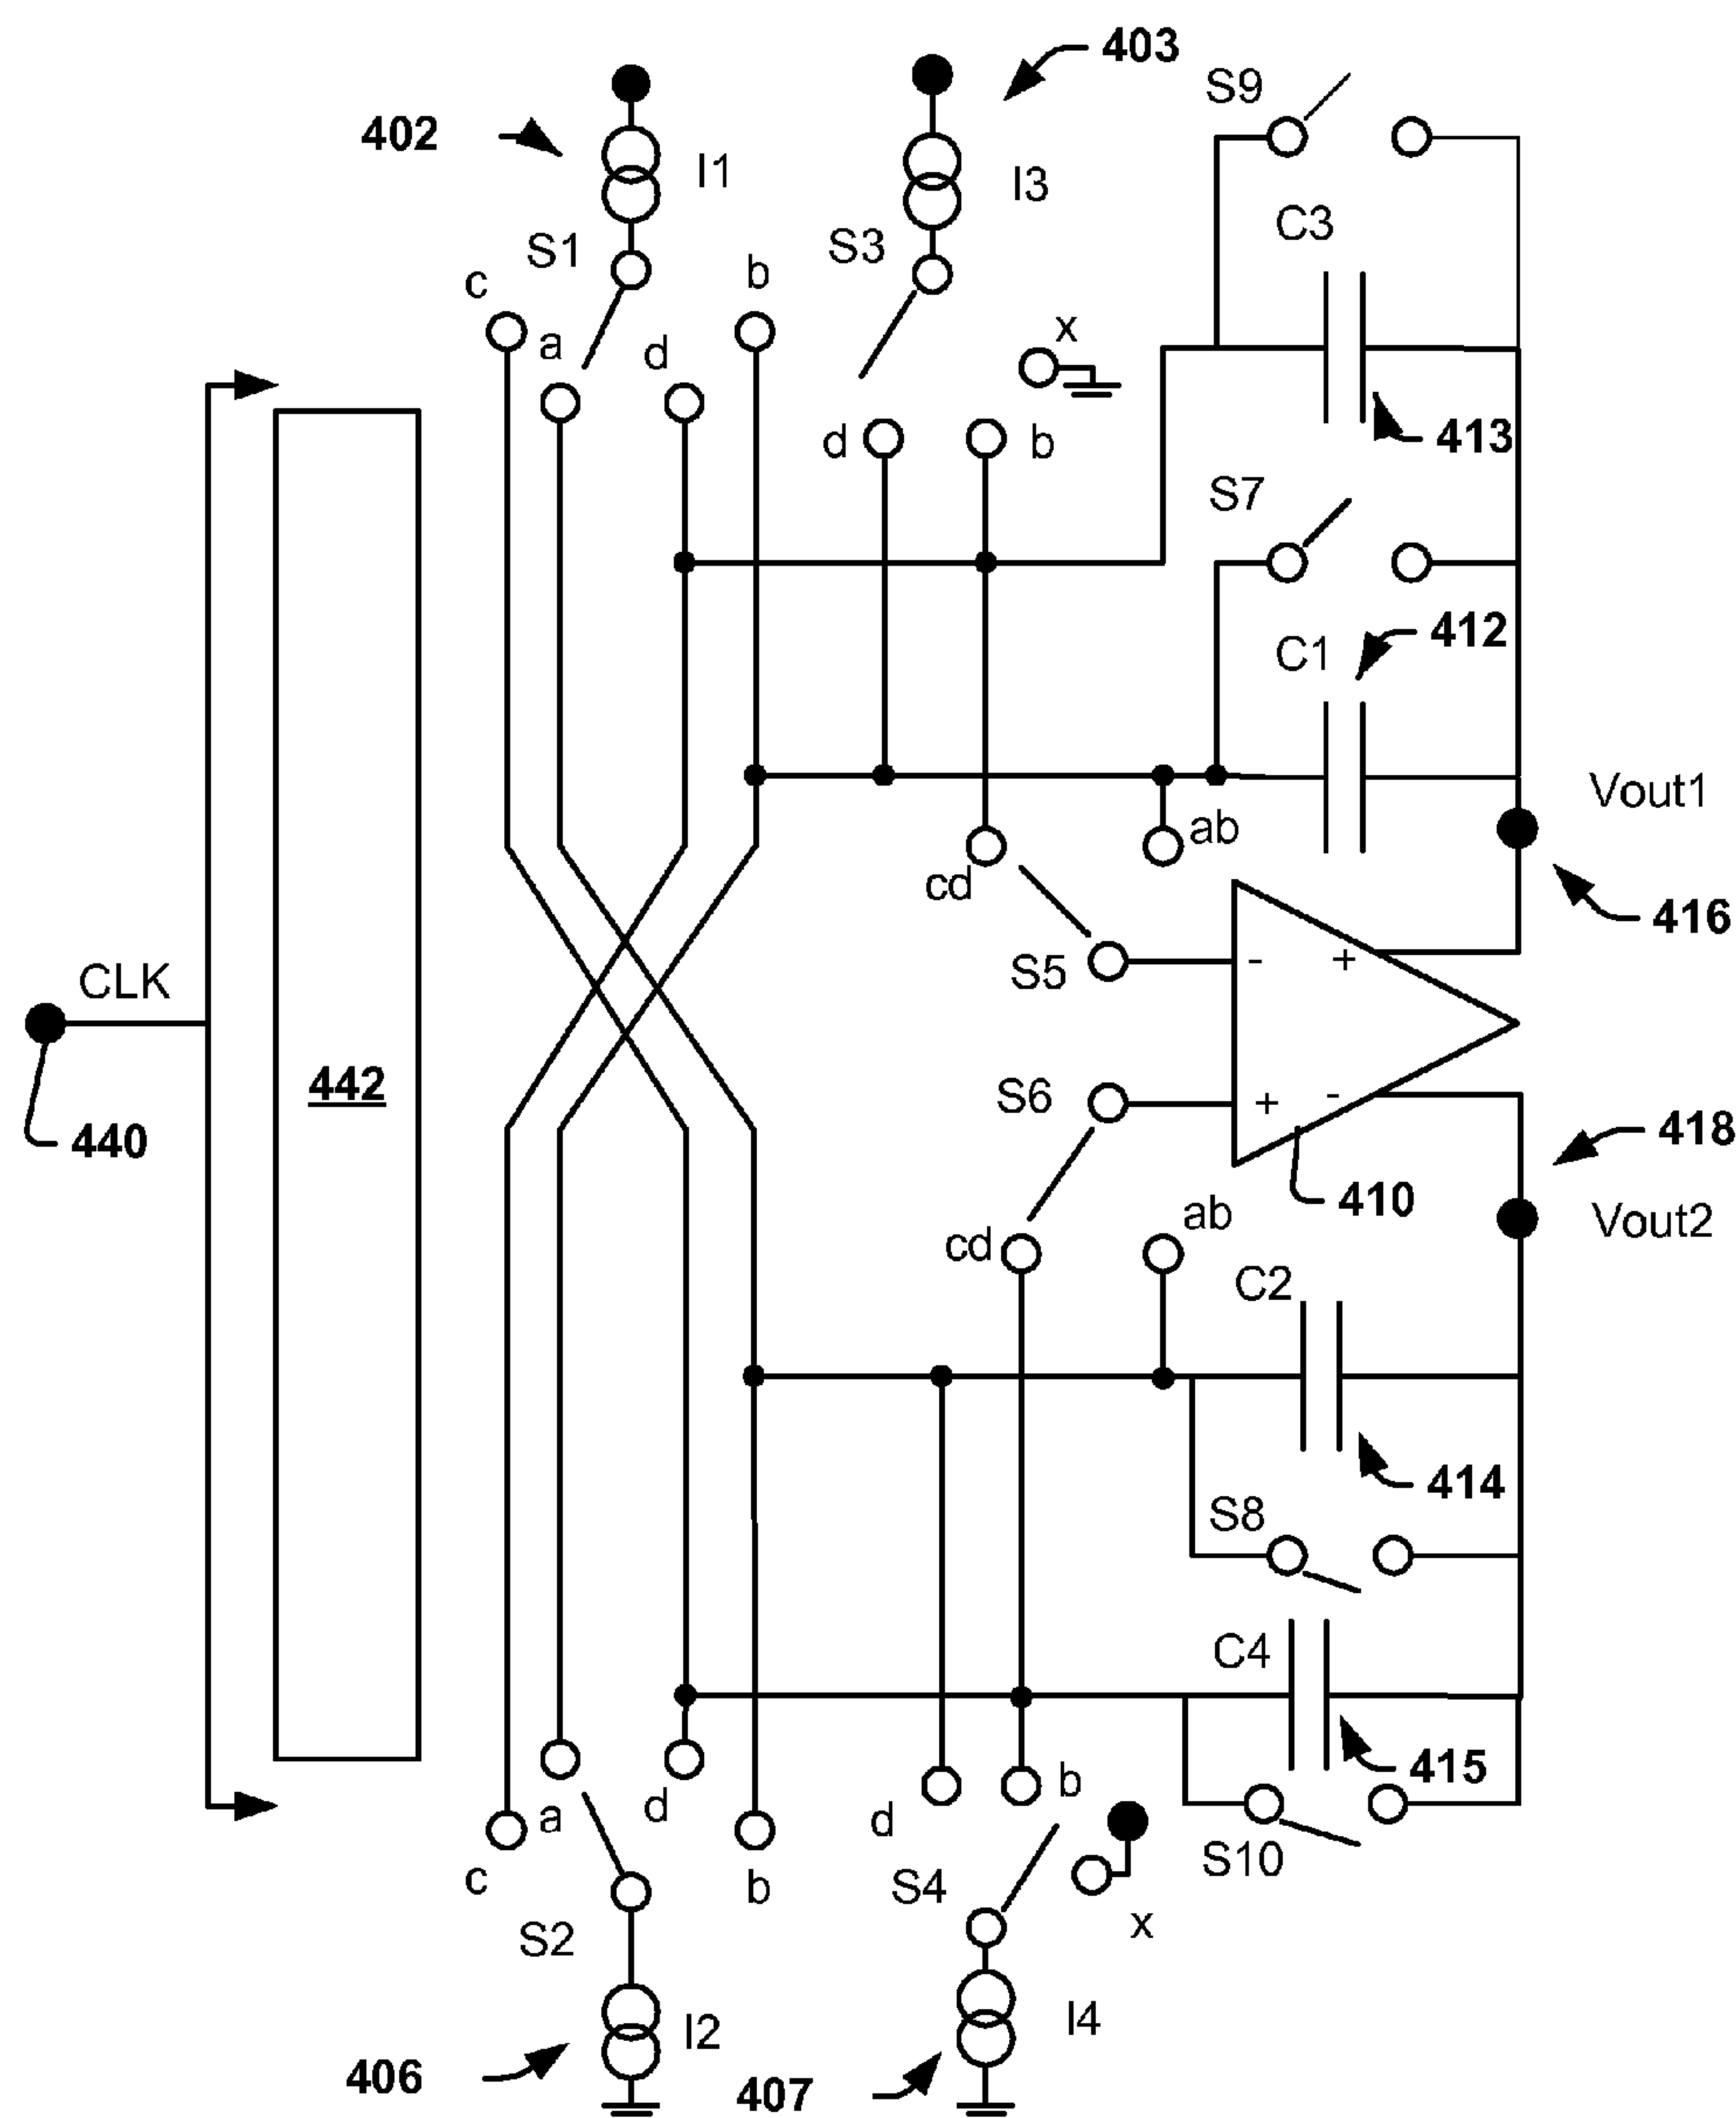 403
402
S9
I1
I3
C3
S1
S3
c
b
a
d
x
d
b
413
S7
412
C1
Vout1
ab
cd
416
CLK
S5
-
+
442
S6
+
-
440
410
418
ab
Vout2
cd
C2
414
S8
C4
415
a
d
d
b
c
b
S4
S10
x
S2
I2
I4
406
407